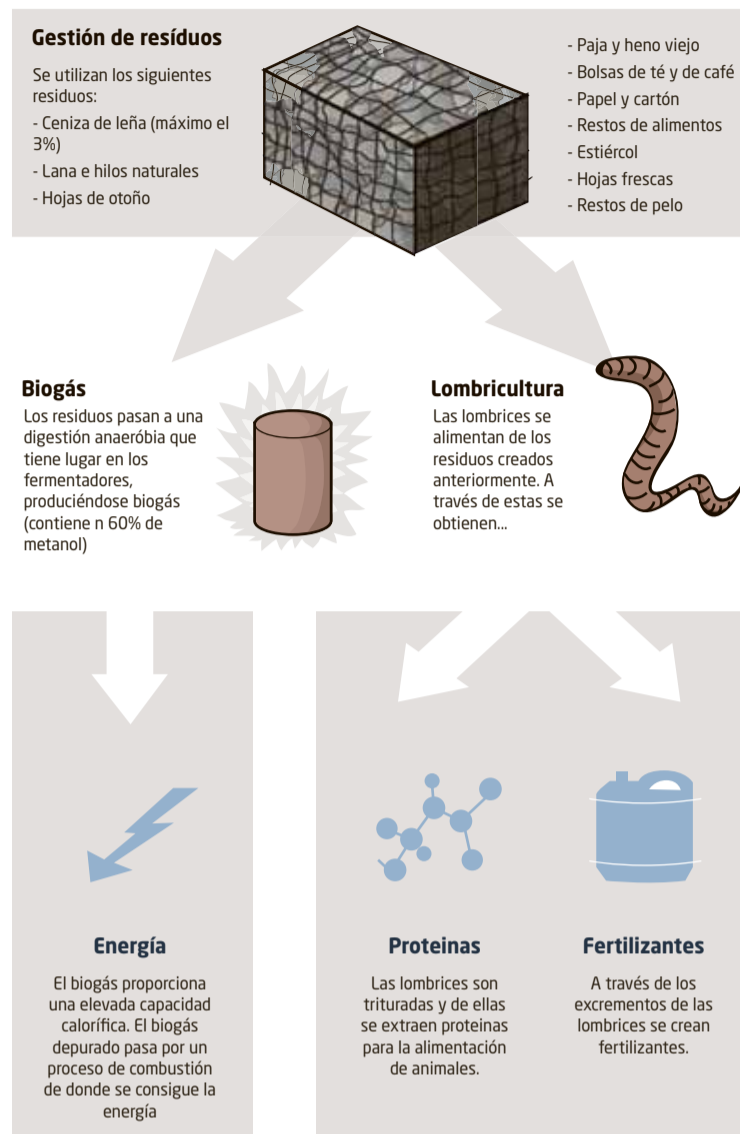 Gestión de resíduos
Se utilizan los siguientes
residuos:
- Ceniza de leña (máximo el
3%)
- Lana e hilos naturales
- Hojas de otoño
- Paja y heno viejo
- Bolsas de té y de café
- Papel y cartón
- Restos de alimentos
- Estiércol
- Hojas frescas
- Restos de pelo
Biogás
Los residuos pasan a una
digestión anaeróbia que
tiene lugar en los
fermentadores,
produciéndose biogás
(contiene n 60% de
metanol)
Lombricultura
Las lombrices se
alimentan de los
residuos creados
anteriormente. A
través de estas se
obtienen...
Energía
El biogás proporciona
una elevada capacidad
calorífica. El biogás
depurado pasa por un
proceso de combustión
de donde se consigue la
energía
Proteinas
Las lombrices son
trituradas y de ellas
se extraen proteinas
para la alimentación
de animales.
Fertilizantes
A través de los
excrementos de las
lombrices se crean
fertilizantes.